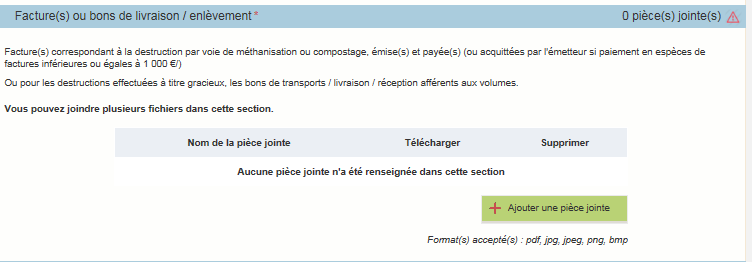 Facture(s) ou bons de livraison / enlèvement * 0 pièce(s) jointe(s)
Facture(s) correspondant à la destruction par voie de méthanisation ou compostage, émise(s) et payée(s) (ou acquittées par l'émetteur si paiement en espèces de
factures inférieures ou égales à 1 000 €/)
Ou pour les destructions effectuées à titre gracieux, les bons de transports / livraison / réception afférents aux volumes.
Vous pouvez joindre plusieurs fichiers dans cette section.
Nom de la pièce jointe Télécharger Supprimer
Aucune pièce jointe n'a été renseignée dans cette section
Ajouter une pièce jointe
Format(s) accepté(s) : pdf, jpg, jpeg, png, bmp